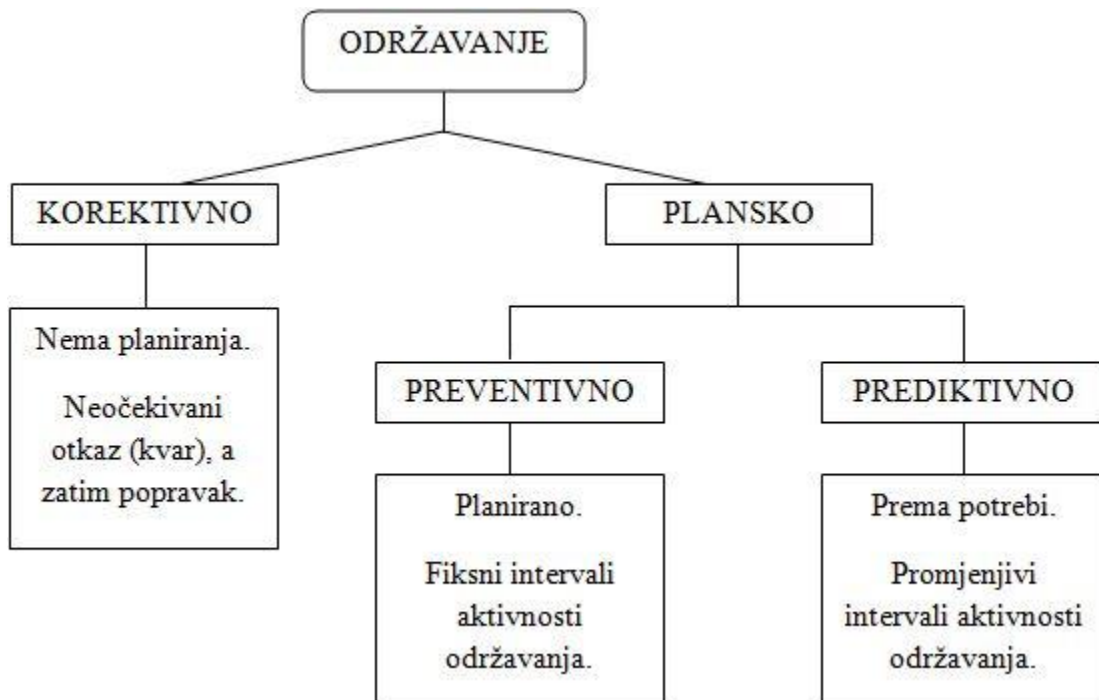 ODRŽAVANJE
KOREKTIVNO
PLANSKO
Nema planiranja.
Neočekivani
otkaz (kvar), a
zatim popravak.
PREVENTIVNO
PREDIKTIVNO
Planirano.
Fiksni intervali
aktivnosti
održavanja.
Prema potrebi.
Promjenjivi
intervali aktivnosti
održavanja.